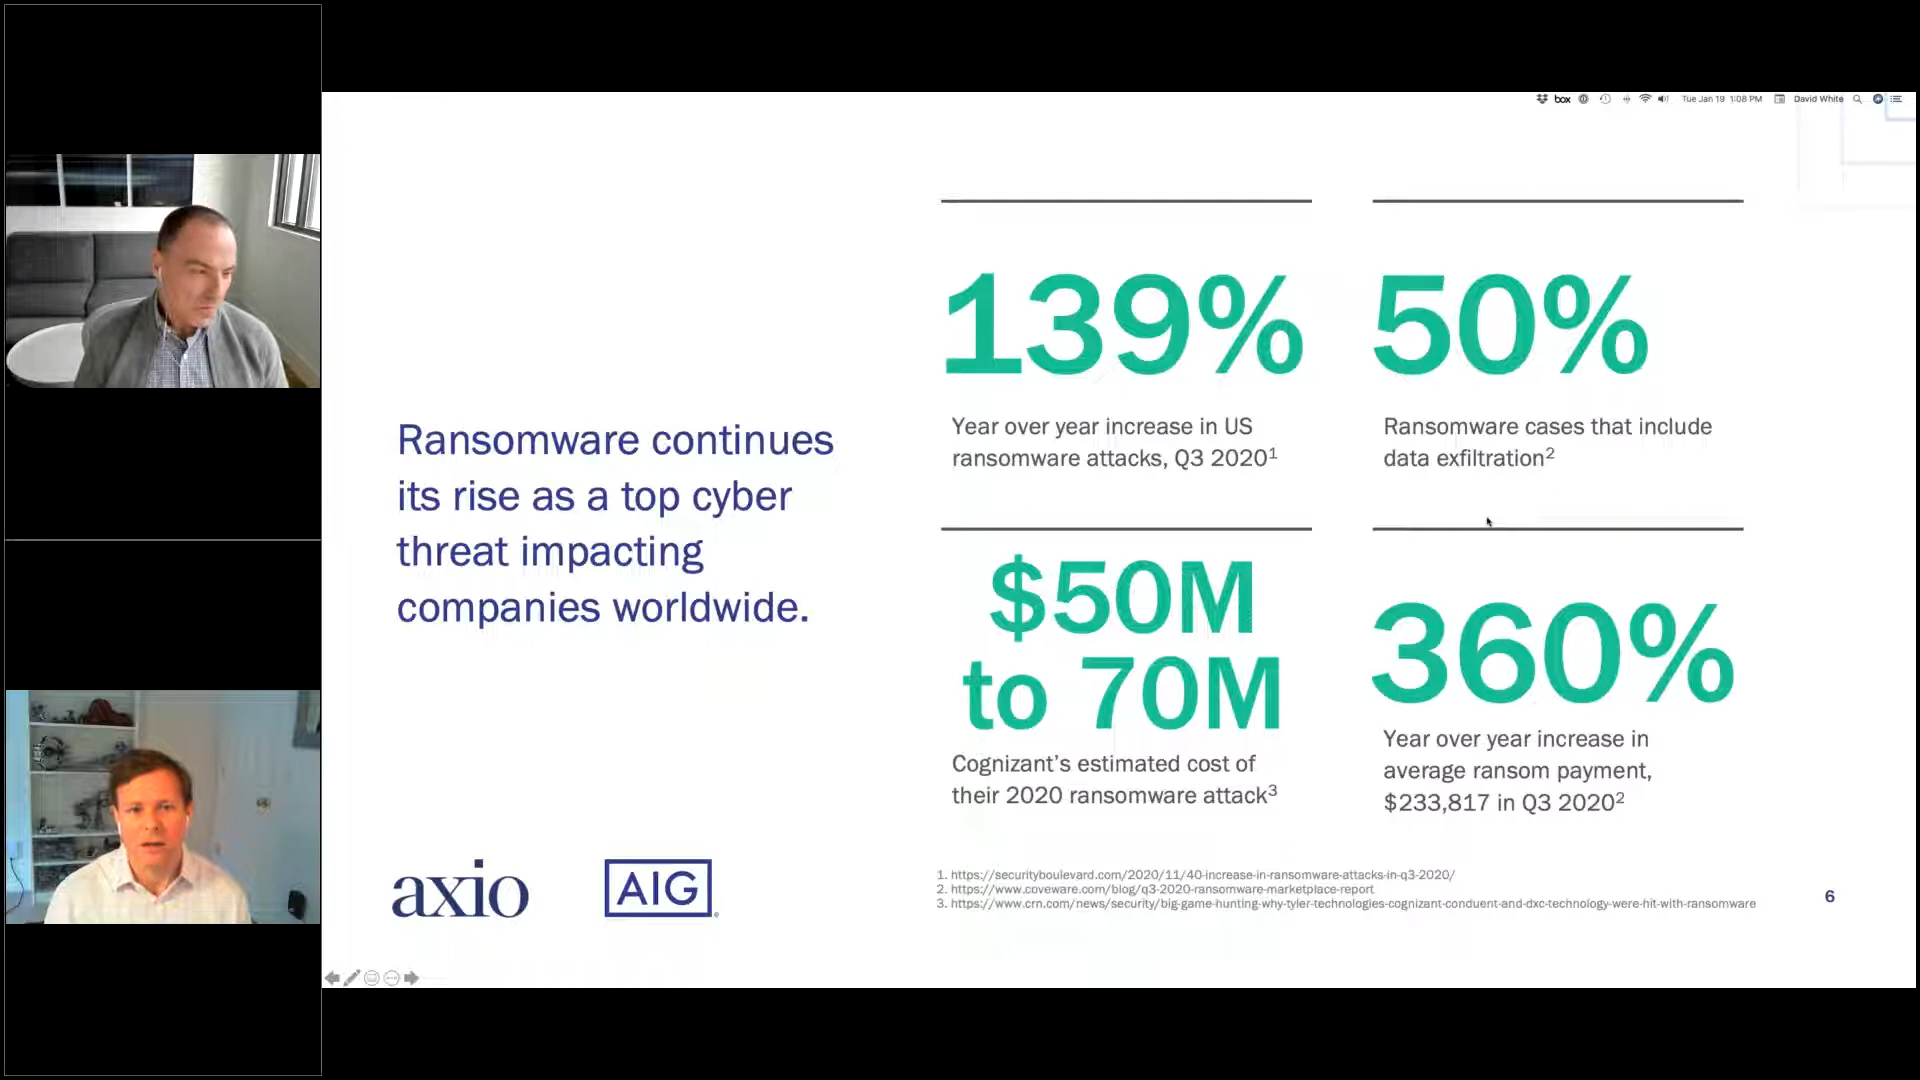 box
Tue Jan 19 1:08 PM
David White
Ransomware continues
its rise as a top cyber
threat impacting
companies worldwide.
139%
Year over year increase in US
ransomware attacks, Q3 2020¹
50%
Ransomware cases that include
data exfiltration²
$50M
to 70M
Cognizant’s estimated cost of
their 2020 ransomware attack³
360%
Year over year increase in
average ransom payment,
$233,817 in Q3 2020²
axio
AIG
1. https://securityboulevard.com/2020/11/40-increase-in-ransomware-attacks-in-q3-2020/
2. https://www.coveware.com/blog/q3-2020-ransomware-marketplace-report
3. https://www.crn.com/news/security/big-game-hunting-why-tyler-technologies-cognizant-conduent-and-dxc-technology-were-hit-with-ransomware
6